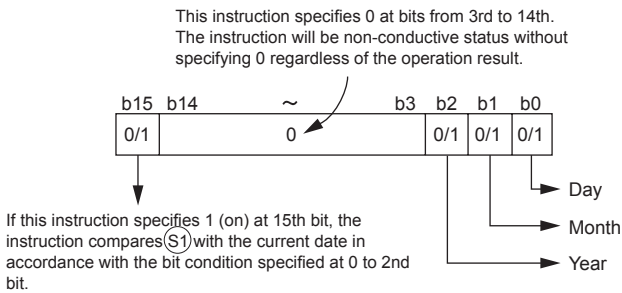 This instruction specifies 0 at bits from 3rd to 14th.
The instruction will be non-conductive status without
specifying 0 regardless of the operation result.
b15 b14 ~ b3 b2 b1 b0
0/1 0 0/1 0/1 0/1
Day
Month
Year
If this instruction specifies 1 (on) at 15th bit, the
instruction compares S1 with the current date in
accordance with the bit condition specified at 0 to 2nd
bit.